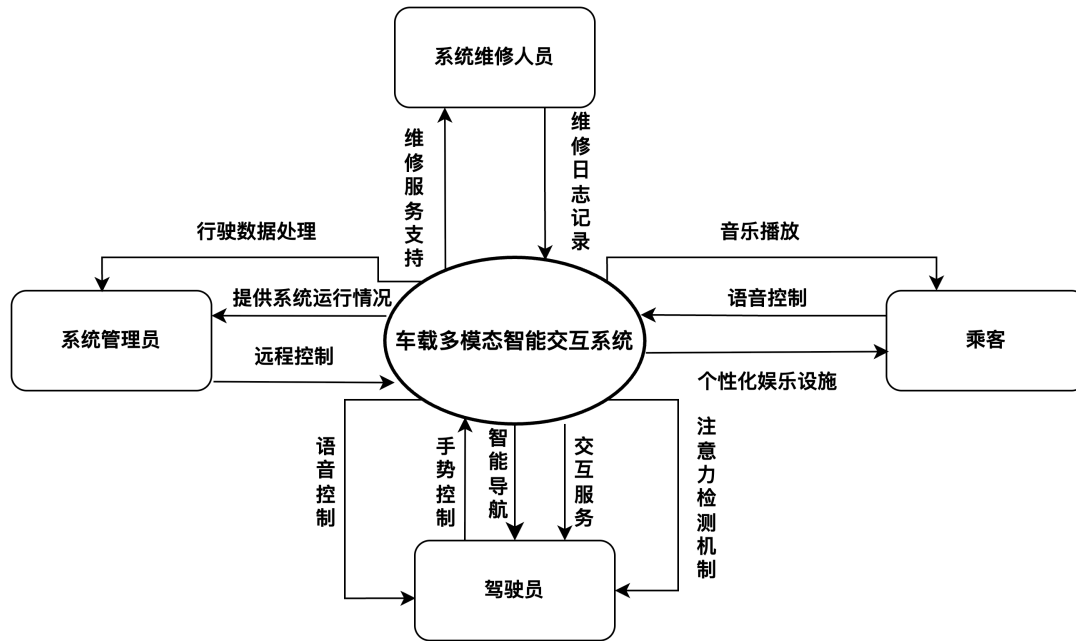 系统维修人员
维修服务支持
维修日志记录
行驶数据处理
音乐播放
提供系统运行情况
语音控制
系统管理员
车载多模态智能交互系统
乘客
远程控制
个性化娱乐设施
语音控制
手势控制
智能导航
交互服务
注意力检测机制
驾驶员